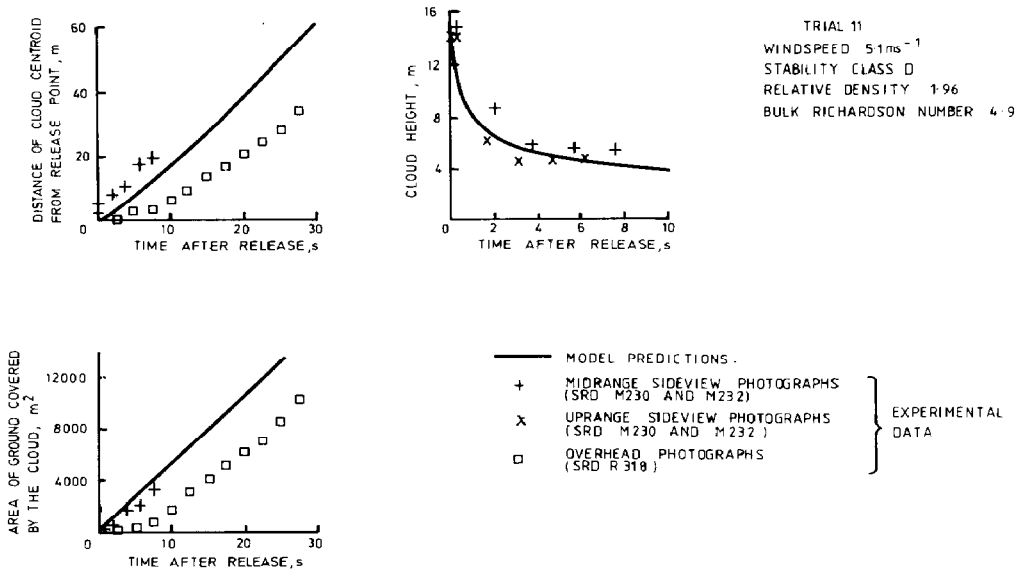 60
40
20
0 10 20 30
DISTANCE OF CLOUD CENTROID
FROM RELEASE POINT, m
TIME AFTER RELEASE,s
16
12
8
4
0 2 4 6 8 10
CLOUD HEIGHT, m
TIME AFTER RELEASE,s
TRIAL 11
WINDSPEED 5·1ms⁻¹
STABILITY CLASS D
RELATIVE DENSITY 1·96
BULK RICHARDSON NUMBER 4·9
12000
8000
4000
0 10 20 30
AREA OF GROUND COVERED
BY THE CLOUD, m²
TIME AFTER RELEASE,s
MODEL PREDICTIONS.
+ MIDRANGE SIDEVIEW PHOTOGRAPHS
(SRD M230 AND M232)
x UPRANGE SIDEVIEW PHOTOGRAPHS
(SRD M230 AND M232)
□ OVERHEAD PHOTOGRAPHS
(SRD R318)
EXPERIMENTAL
DATA